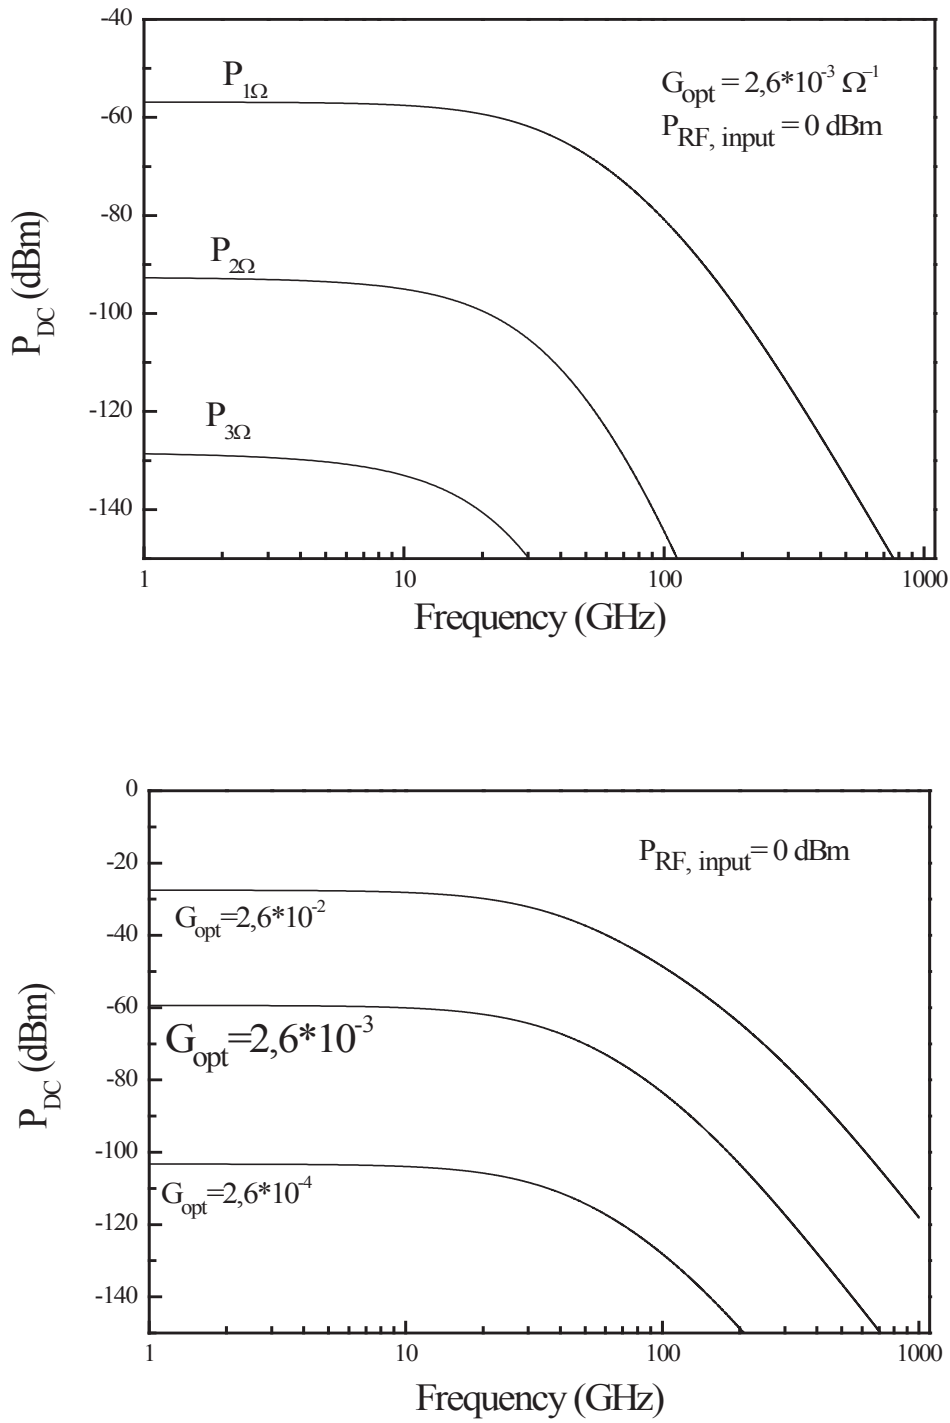 -40
P1Ω
Gopt = 2,6*10-3 Ω-1
-60
PRF, input = 0 dBm
-80
P2Ω
PDC (dBm)
-100
-120
P3Ω
-140
1 10 100 1000
Frequency (GHz)
0
PRF, input= 0 dBm
-20
Gopt=2,6*10-2
-40
-60
Gopt=2,6*10-3
PDC (dBm)
-80
-100
Gopt=2,6*10-4
-120
-140
1 10 100 1000
Frequency (GHz)